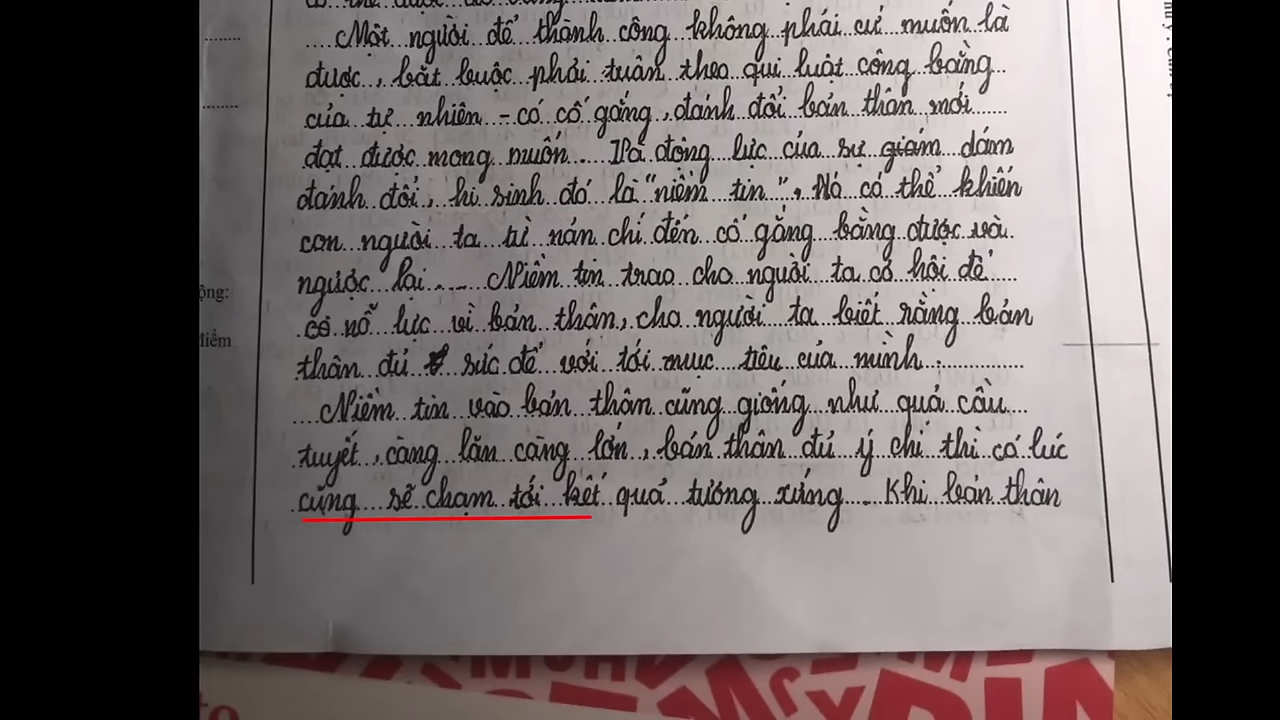 Một người để thành công không phải cứ muốn là
được, bắt buộc phải tuân theo qui luật công bằng
của tự nhiên - có cố gắng, đánh đổi bản thân mới
đạt được mong muốn... Và động lực của sự giám dám
đánh đổi, hi sinh đó là "niềm tin", Nó có thể khiến
con người ta từ nán chí đến cố gắng bằng được và
ngược lại..... Niềm tin trao cho người ta cơ hội để
có nỗ lực vì bản thân, cho người ta biết rằng bản
ộng:
thân đủ sức để với tới mục tiêu của mình.
điểm
Niềm tin vào bản thân cũng giống như quả cầu
tuyết, càng lăn càng lớn, bản thân đủ ý chí thì có lúc
cũng sẽ chạm tới kết quả tương xứng... Khi bản thân